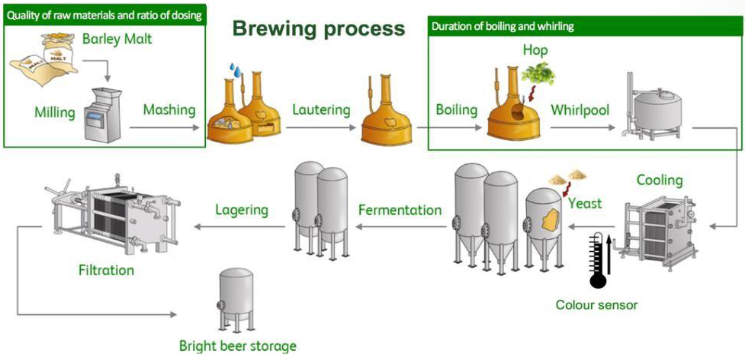 Quality of raw materials and ratio of dosing
Brewing process
Duration of boiling and whirling
Barley Malt
MALT
MALT
Hop
Milling
Mashing
Lautering
Boiling
Whirlpool
Cooling
Lagering
Fermentation
Yeast
Filtration
Colour sensor
Bright beer storage